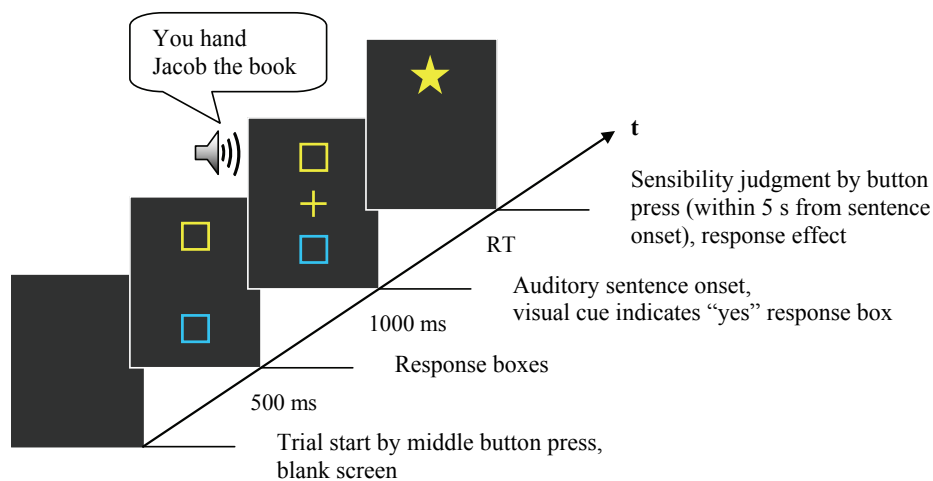 You hand
Jacob the book
t
Sensibility judgment by button
press (within 5 s from sentence
onset), response effect
RT
Auditory sentence onset,
visual cue indicates “yes” response box
1000 ms
Response boxes
500 ms
Trial start by middle button press,
blank screen